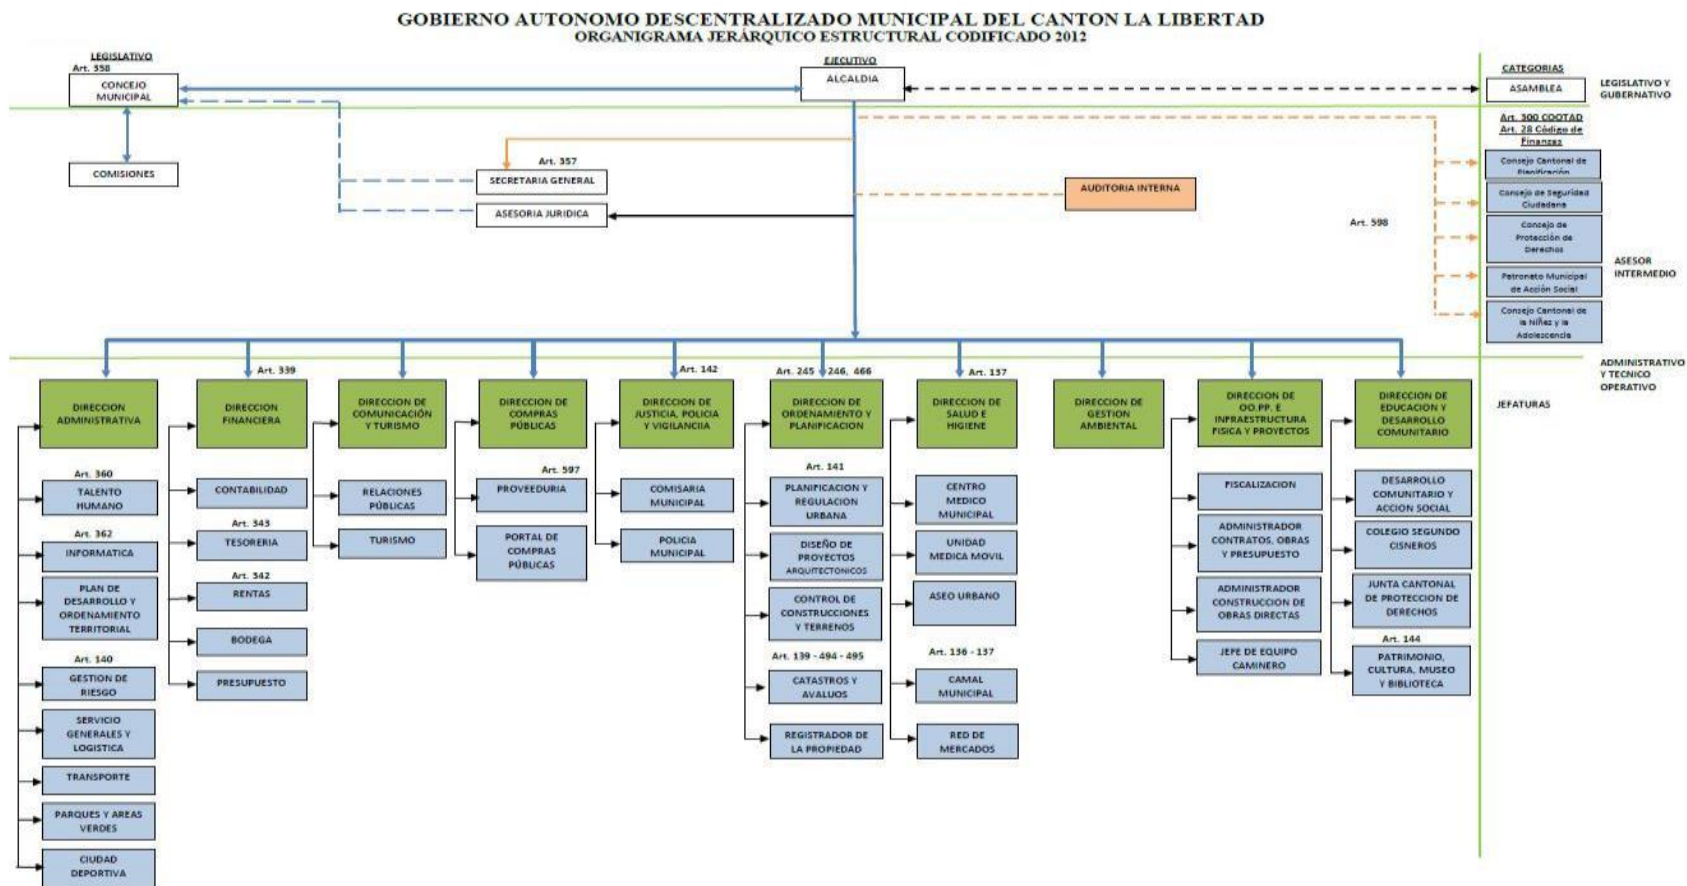 GOBIERNO AUTONOMO DESCENTRALIZADO MUNICIPAL DEL CANTON LA LIBERTAD
ORGANIGRAMA JERÁRQUICO ESTRUCTURAL CODIFICADO 2012
LEGISLATIVO
Art. 358
CONCEJO
MUNICIPAL
EJECUTIVO
ALCALDIA
CATEGORIAS
ASAMBLEA
LEGISLATIVO Y
GUBERNATIVO
COMISIONES
Art. 357
SECRETARIA GENERAL
ASESORIA JURIDICA
AUDITORIA INTERNA
Art. 598
Art. 300 COOTAD
Art. 28 Código de
Finanzas
Consejo Cantonal de
Planificación
Consejo de Seguridad
Ciudadana
Concejo de
Protección de
Derechos
Patronato Municipal
de Acción Social
Consejo Cantonal de
la Niñez y la
Adolescencia
ASESOR
INTERMEDIO
ADMINISTRATIVO
Y TECNICO
OPERATIVO
JEFATURAS
DIRECCION
ADMINISTRATIVA
Art. 360
TALENTO
HUMANO
Art. 362
INFORMATICA
PLAN DE
DESARROLLO Y
ORDENAMIENTO
TERRITORIAL
Art. 140
GESTION DE
RIESGO
SERVICIO
GENERALES Y
LOGISTICA
TRANSPORTE
PARQUES Y AREAS
VERDES
CIUDAD
DEPORTIVA
Art. 339
DIRECCION
FINANCIERA
CONTABILIDAD
Art. 343
TESORERIA
Art. 342
RENTAS
BODEGA
PRESUPUESTO
DIRECCION DE
COMUNICACIÓN
Y TURISMO
RELACIONES
PÚBLICAS
TURISMO
DIRECCION DE
COMPRAS
PÚBLICAS
Art. 597
PROVEEDURIA
PORTAL DE
COMPRAS
PÚBLICAS
Art. 142
DIRECCION DE
JUSTICIA, POLICIA
Y VIGILANCIIA
COMISARIA
MUNICIPAL
POLICIA
MUNICIPAL
Art. 245 - 246, 466
DIRECCION DE
ORDENAMIENTO Y
PLANIFICACION
Art. 141
PLANIFICACION Y
REGULACION
URBANA
DISEÑO DE
PROYECTOS
ARQUITECTONICOS
CONTROL DE
CONSTRUCCIONES
Y TERRENOS
Art. 139 - 494 - 495
CATASTROS Y
AVALUOS
REGISTRADOR DE
LA PROPIEDAD
Art. 137
DIRECCION DE
SALUD E
HIGIENE
CENTRO
MEDICO
MUNICIPAL
UNIDAD
MEDICA MOVIL
ASEO URBANO
Art. 136 - 137
CAMAL
MUNICIPAL
RED DE
MERCADOS
DIRECCION DE
GESTION
AMBIENTAL
DIRECCION DE
OO.PP. E
INFRAESTRUCTURA
FISICA Y PROYECTOS
FISCALIZACION
ADMINISTRADOR
CONTRATOS, OBRAS
Y PRESUPUESTO
ADMINISTRADOR
CONSTRUCCION DE
OBRAS DIRECTAS
JEFE DE EQUIPO
CAMINERO
DIRECCION DE
EDUCACION Y
DESARROLLO
COMUNITARIO
DESARROLLO
COMUNITARIO Y
ACCION SOCIAL
COLEGIO SEGUNDO
CISNEROS
JUNTA CANTONAL
DE PROTECCION DE
DERECHOS
Art. 144
PATRIMONIO,
CULTURA, MUSEO
Y BIBLIOTECA